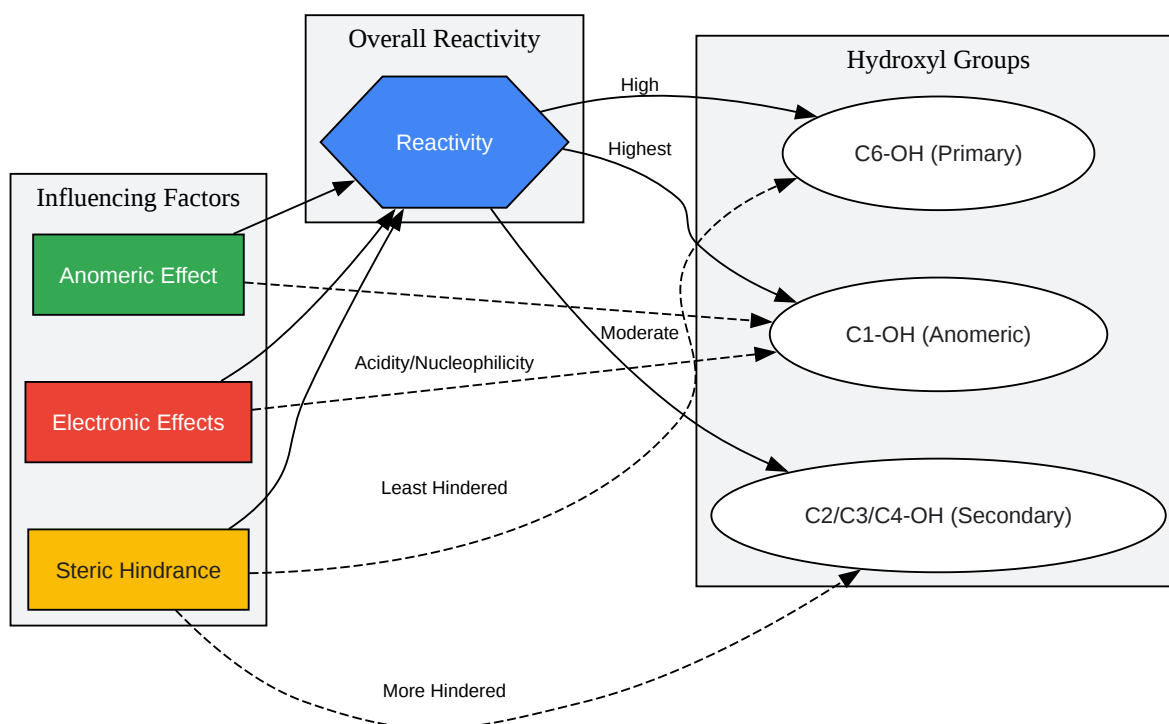 Overall Reactivity
Reactivity
Influencing Factors
Anomeric Effect
Electronic Effects
Steric Hindrance
High
Highest
Moderate
Acidity/Nucleophilicity
Least Hindered
More Hindered
Hydroxyl Groups
C6-OH (Primary)
C1-OH (Anomeric)
C2/C3/C4-OH (Secondary)